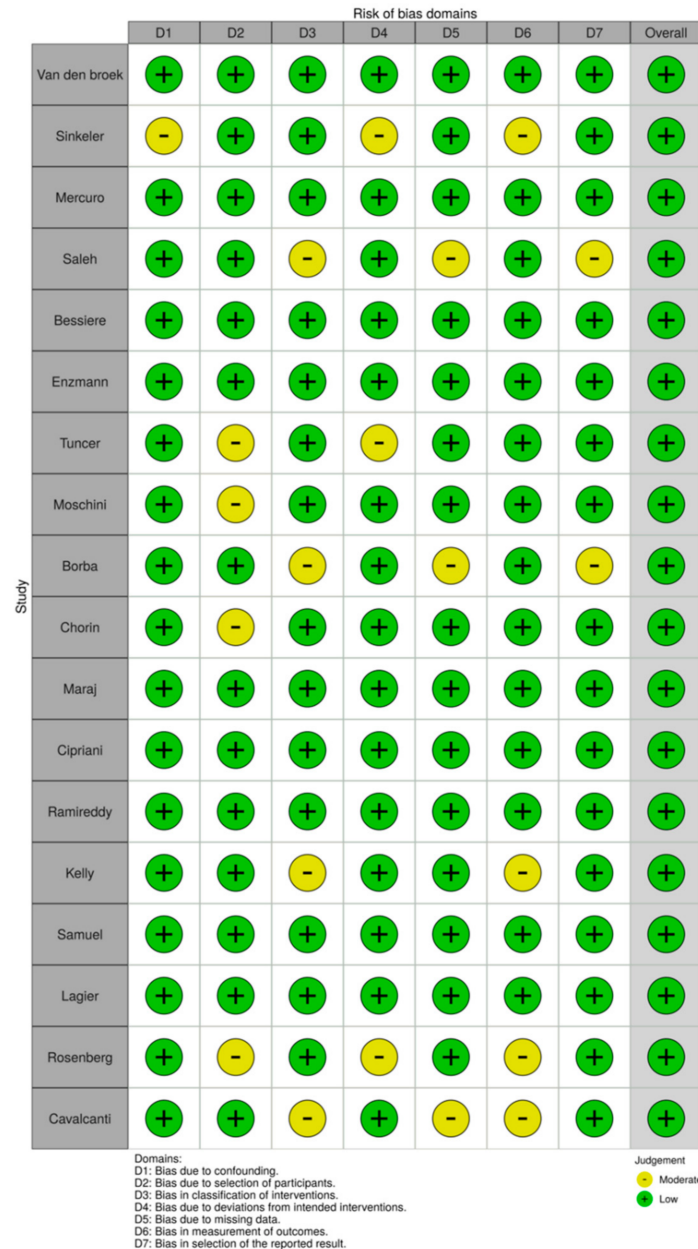 Risk of bias domains
D1 D2 D3 D4 D5 D6 D7 Overall
Study
Van den broek + + + + + + + +
Sinkeler - + + - + - + +
Mercuro + + + + + + + +
Saleh + + - + - + - +
Bessiere + + + + + + + +
Enzmann + + + + + + + +
Tuncer + - + - + + + +
Moschini + - + + + + + +
Borba + + - + - + - +
Chorin + - + + + + + +
Maraj + + + + + + + +
Cipriani + + + + + + + +
Ramireddy + + + + + + + +
Kelly + + - + + - + +
Samuel + + + + + + + +
Lagier + + + + + + + +
Rosenberg + - + - + - + +
Cavalcanti + + - + - - + +
Domains:
D1: Bias due to confounding.
D2: Bias due to selection of participants.
D3: Bias in classification of interventions.
D4: Bias due to deviations from intended interventions.
D5: Bias due to missing data.
D6: Bias in measurement of outcomes.
D7: Bias in selection of the reported result.
Judgement
- Moderate
+ Low